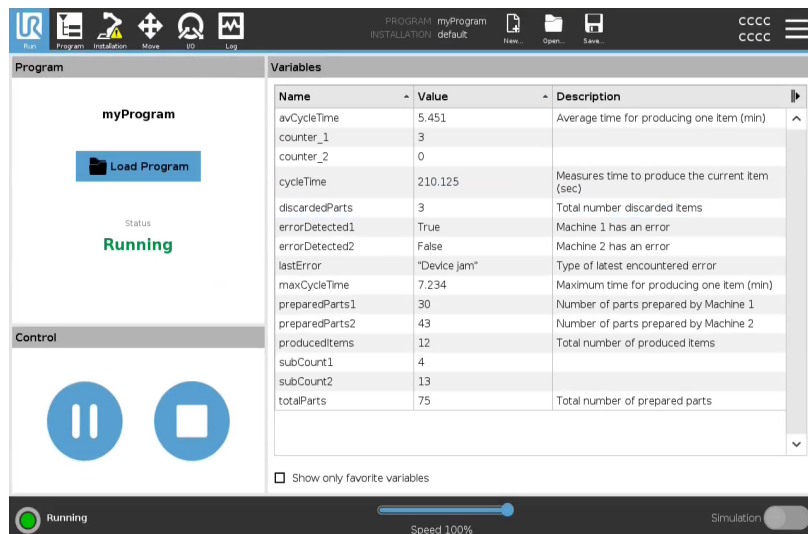 UR
PROGRAM myProgram
INSTALLATION default
Run Program Installation Move I/O Log New... Open... Save...
cccc
cccc
Program
myProgram
Load Program
Status
Running
Control
Variables
Name Value Description
avCycleTime 5.451 Average time for producing one item (min)
counter_1 3
counter_2 0
cycleTime 210.125 Measures time to produce the current item
(sec)
discardedParts 3 Total number discarded items
errorDetected1 True Machine 1 has an error
errorDetected2 False Machine 2 has an error
lastError "Device jam" Type of latest encountered error
maxCycleTime 7.234 Maximum time for producing one item (min)
preparedParts1 30 Number of parts prepared by Machine 1
preparedParts2 43 Number of parts prepared by Machine 2
producedItems 12 Total number of produced items
subCount1 4
subCount2 13
totalParts 75 Total number of prepared parts
Show only favorite variables
Running
Speed 100%
Simulation